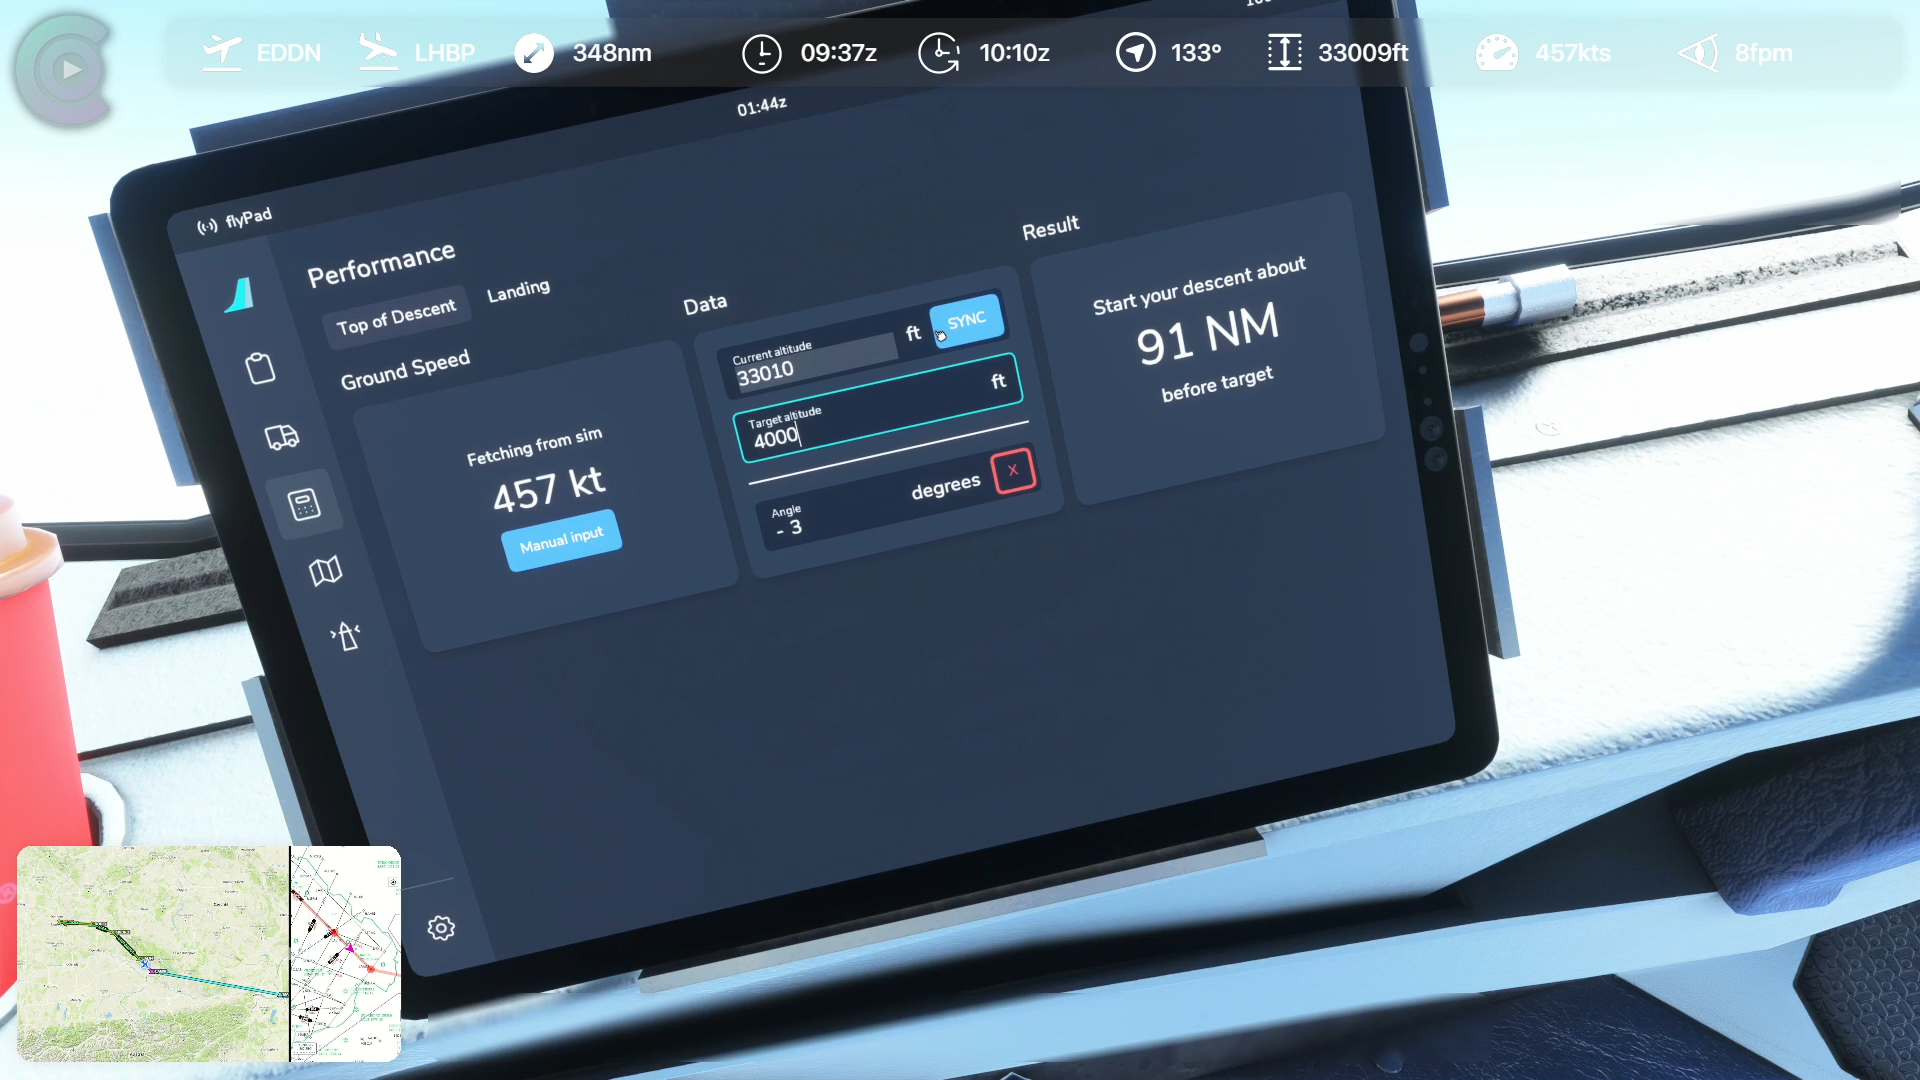 EDDN
LHBP
348nm
09:37z
10:10z
133°
33009ft
457kts
8fpm
01:44z
flyPad
Performance
Top of Descent
Landing
Ground Speed
Fetching from sim
457 kt
Manual input
Data
Current altitude
33010
ft
SYNC
Target altitude
4000
ft
Angle
- 3
degrees
X
Result
Start your descent about
91 NM
before target